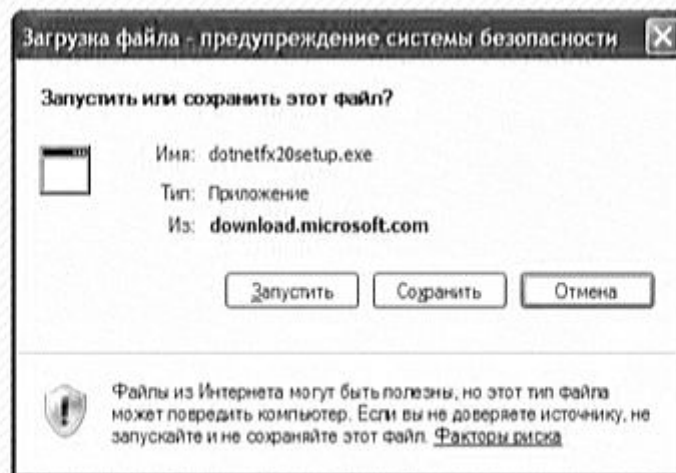 Загрузка файла - предупреждение системы безопасности
Запустить или сохранить этот файл?
Имя: dotnetfx20setup.exe
Тип: Приложение
Из: download.microsoft.com
Запустить Сохранить Отмена
Файлы из Интернета могут быть полезны, но этот тип файла
может повредить компьютер. Если вы не доверяете источнику, не
запускайте и не сохраняйте этот файл. Факторы риска